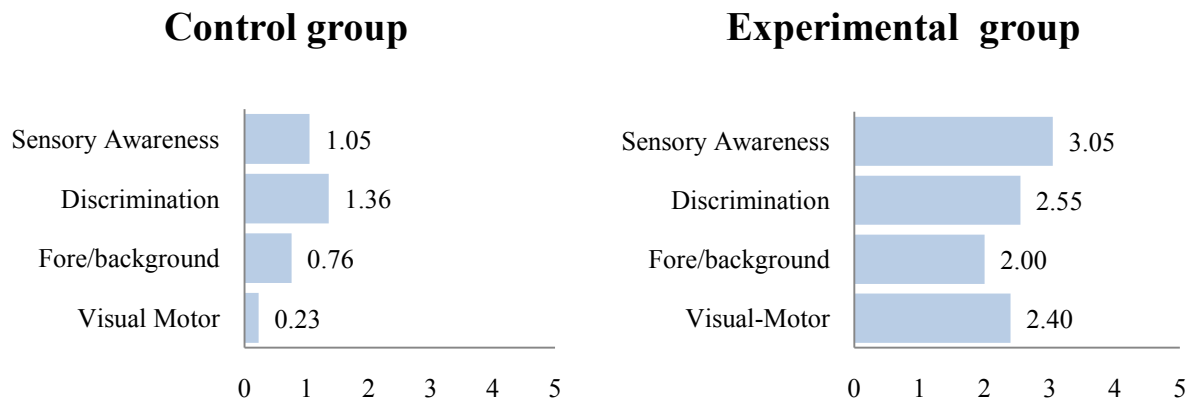 Control group
Sensory Awareness 1.05
Discrimination 1.36
Fore/background 0.76
Visual Motor 0.23
0 1 2 3 4 5
Experimental group
Sensory Awareness 3.05
Discrimination 2.55
Fore/background 2.00
Visual-Motor 2.40
0 1 2 3 4 5